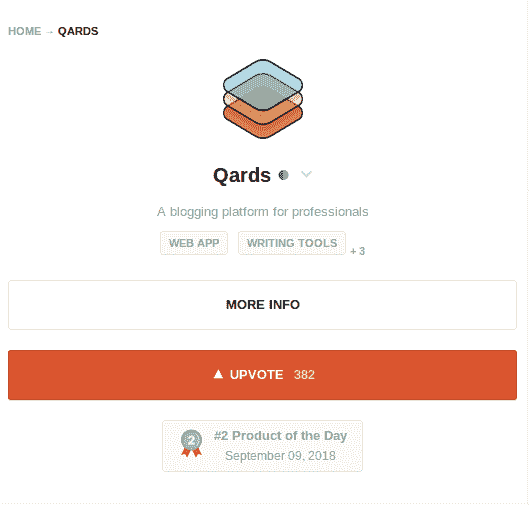 HOME → QARDS
Qards
A blogging platform for professionals
WEB APP WRITING TOOLS + 3
MORE INFO
▲ UPVOTE 382
2 #2 Product of the Day
September 09, 2018